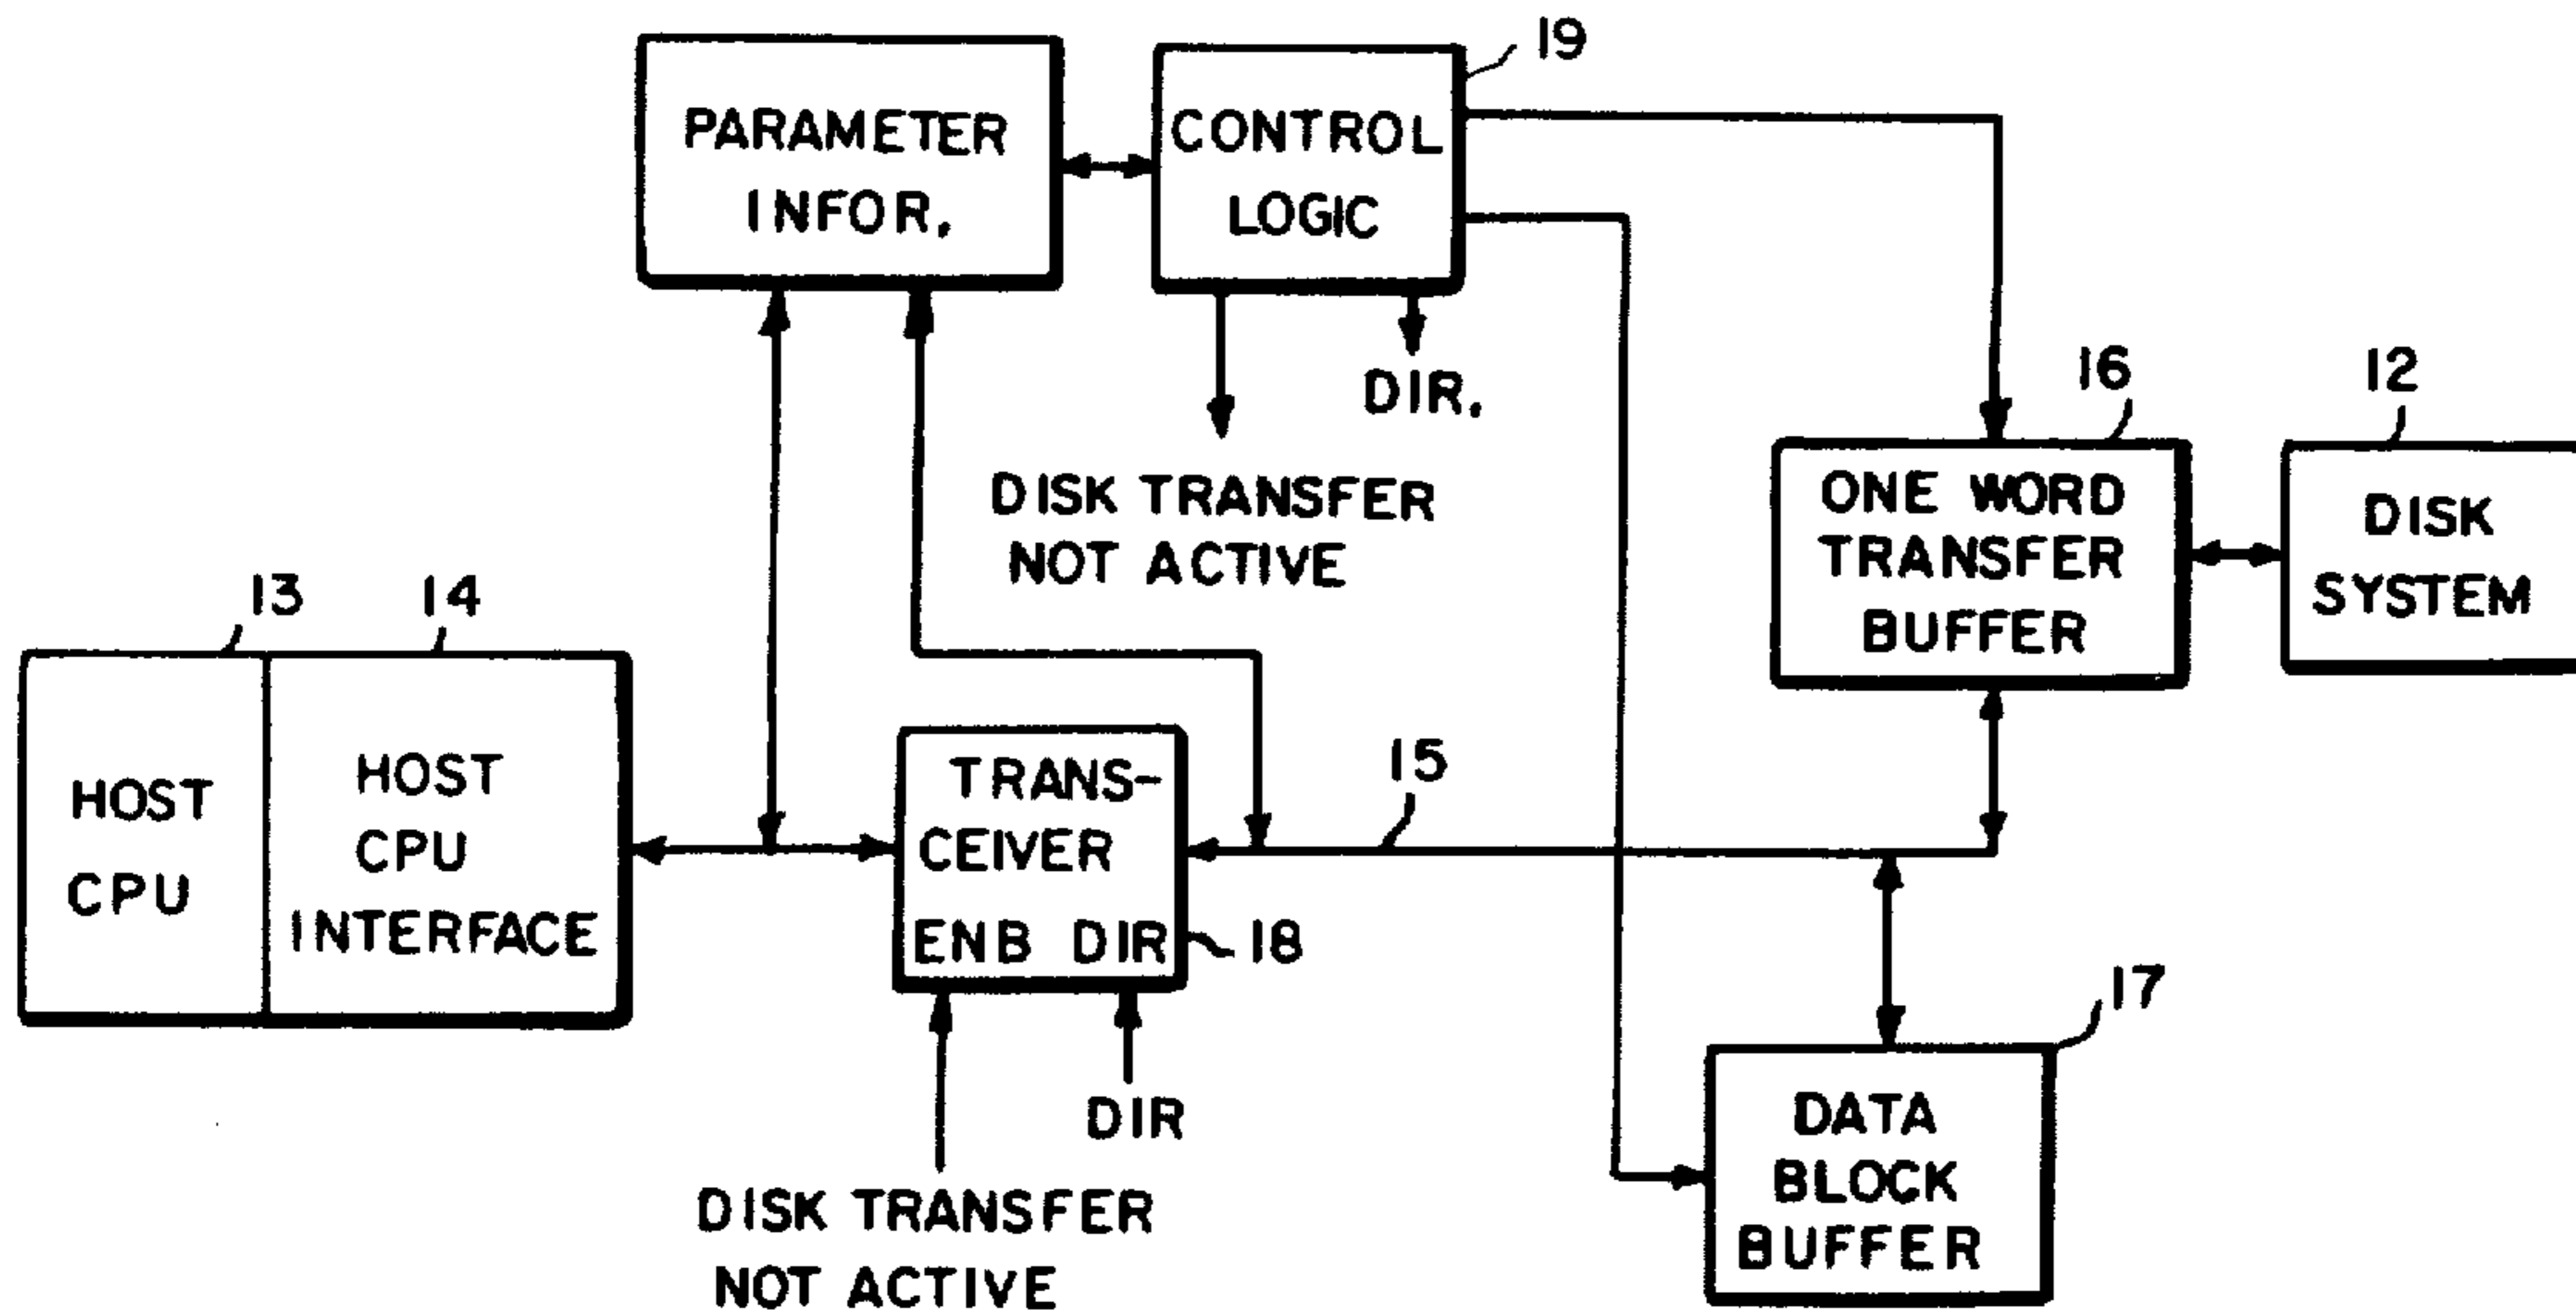 19
PARAMETER
INFOR.
CONTROL
LOGIC
DIR.
DISK TRANSFER
NOT ACTIVE
16
ONE WORD
TRANSFER
BUFFER
12
DISK
SYSTEM
13
14
HOST
CPU
HOST
CPU
INTERFACE
TRANS-
CEIVER
ENB DIR
18
15
DIR
DISK TRANSFER
NOT ACTIVE
17
DATA
BLOCK
BUFFER